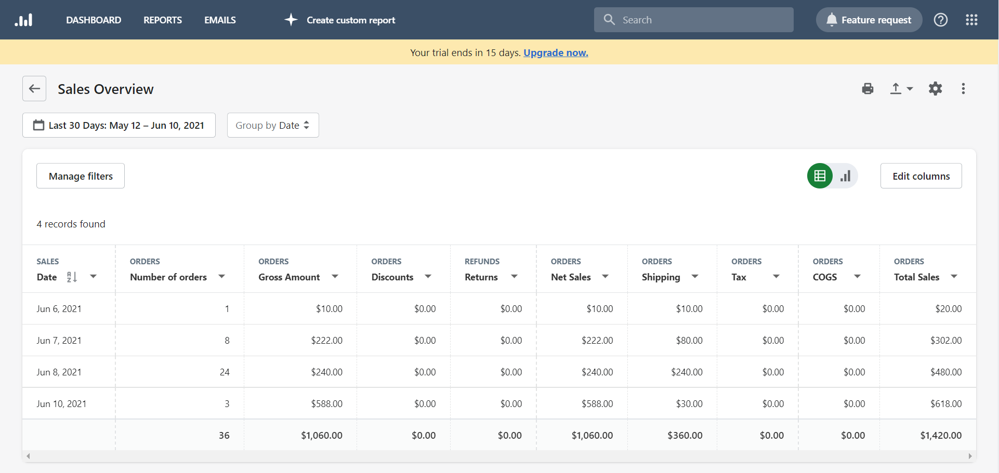 DASHBOARD REPORTS EMAILS Create custom report Search Feature request
Your trial ends in 15 days. Upgrade now.
Sales Overview
Last 30 Days: May 12 – Jun 10, 2021 Group by Date
Manage filters Edit columns
4 records found
SALES ORDERS ORDERS ORDERS REFUNDS ORDERS ORDERS ORDERS ORDERS ORDERS
Date Number of orders Gross Amount Discounts Returns Net Sales Shipping Tax COGS Total Sales
Jun 6, 2021 1 $10.00 $0.00 $0.00 $10.00 $10.00 $0.00 $0.00 $20.00
Jun 7, 2021 8 $222.00 $0.00 $0.00 $222.00 $80.00 $0.00 $0.00 $302.00
Jun 8, 2021 24 $240.00 $0.00 $0.00 $240.00 $240.00 $0.00 $0.00 $480.00
Jun 10, 2021 3 $588.00 $0.00 $0.00 $588.00 $30.00 $0.00 $0.00 $618.00
36 $1,060.00 $0.00 $0.00 $1,060.00 $360.00 $0.00 $0.00 $1,420.00